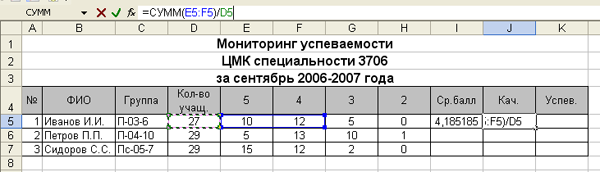 СУММ =СУММ(E5:F5)/D5
A B C D E F G H I J K
1 Мониторинг успеваемости
2 ЦМК специальности 3706
3 за сентябрь 2006-2007 года
4 № ФИО Группа Кол-во учащ. 5 4 3 2 Ср.балл Кач. Успев.
5 1 Иванов И.И. П-03-6 27 10 12 5 0 4,185185 :F5)/D5
6 2 Петров П.П. П-04-10 29 5 13 10 1
7 3 Сидоров С.С. Пс-05-7 29 15 12 2 0
8